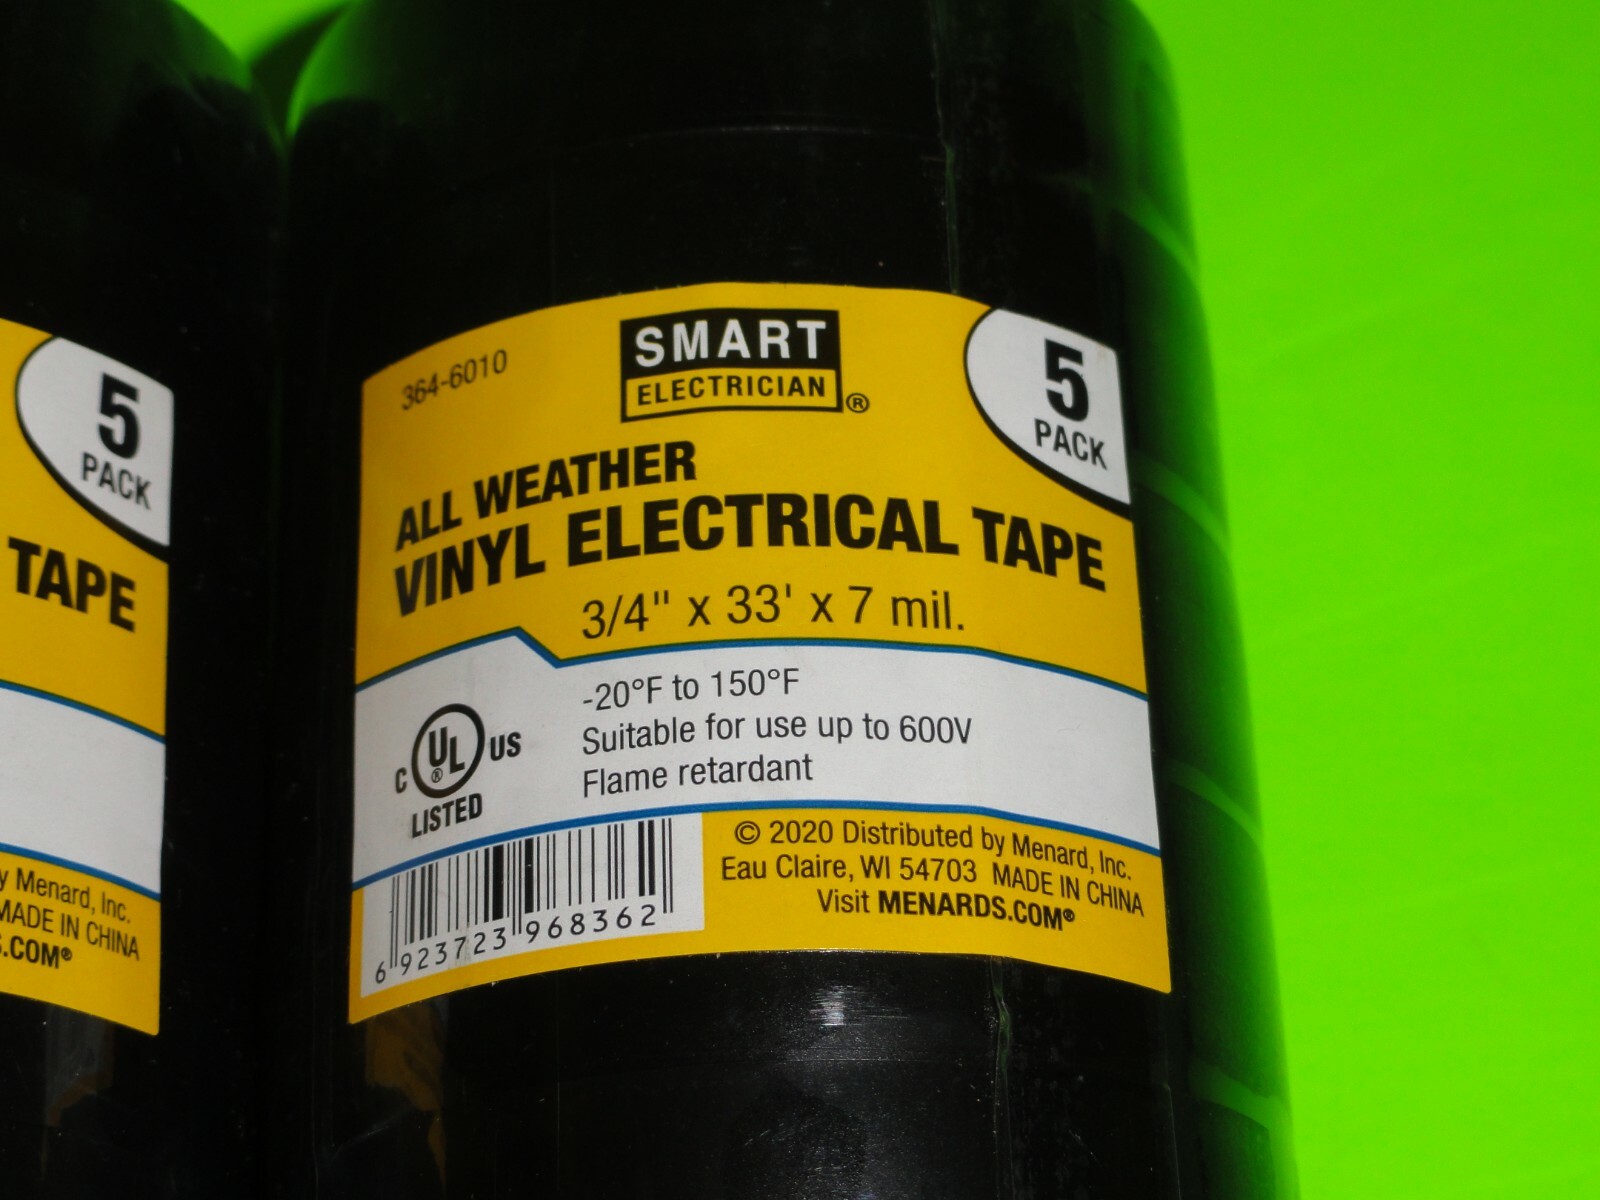 364-6010
SMART
ELECTRICIAN®
5
PACK
ALL WEATHER
VINYL ELECTRICAL TAPE
3/4" x 33' x 7 mil.
-20°F to 150°F
Suitable for use up to 600V
Flame retardant
C UL® US
LISTED
6 923723 968362
© 2020 Distributed by Menard, Inc.
Eau Claire, WI 54703 MADE IN CHINA
Visit MENARDS.COM®
5
PACK
TAPE
y Menard, Inc.
MADE IN CHINA
.COM®